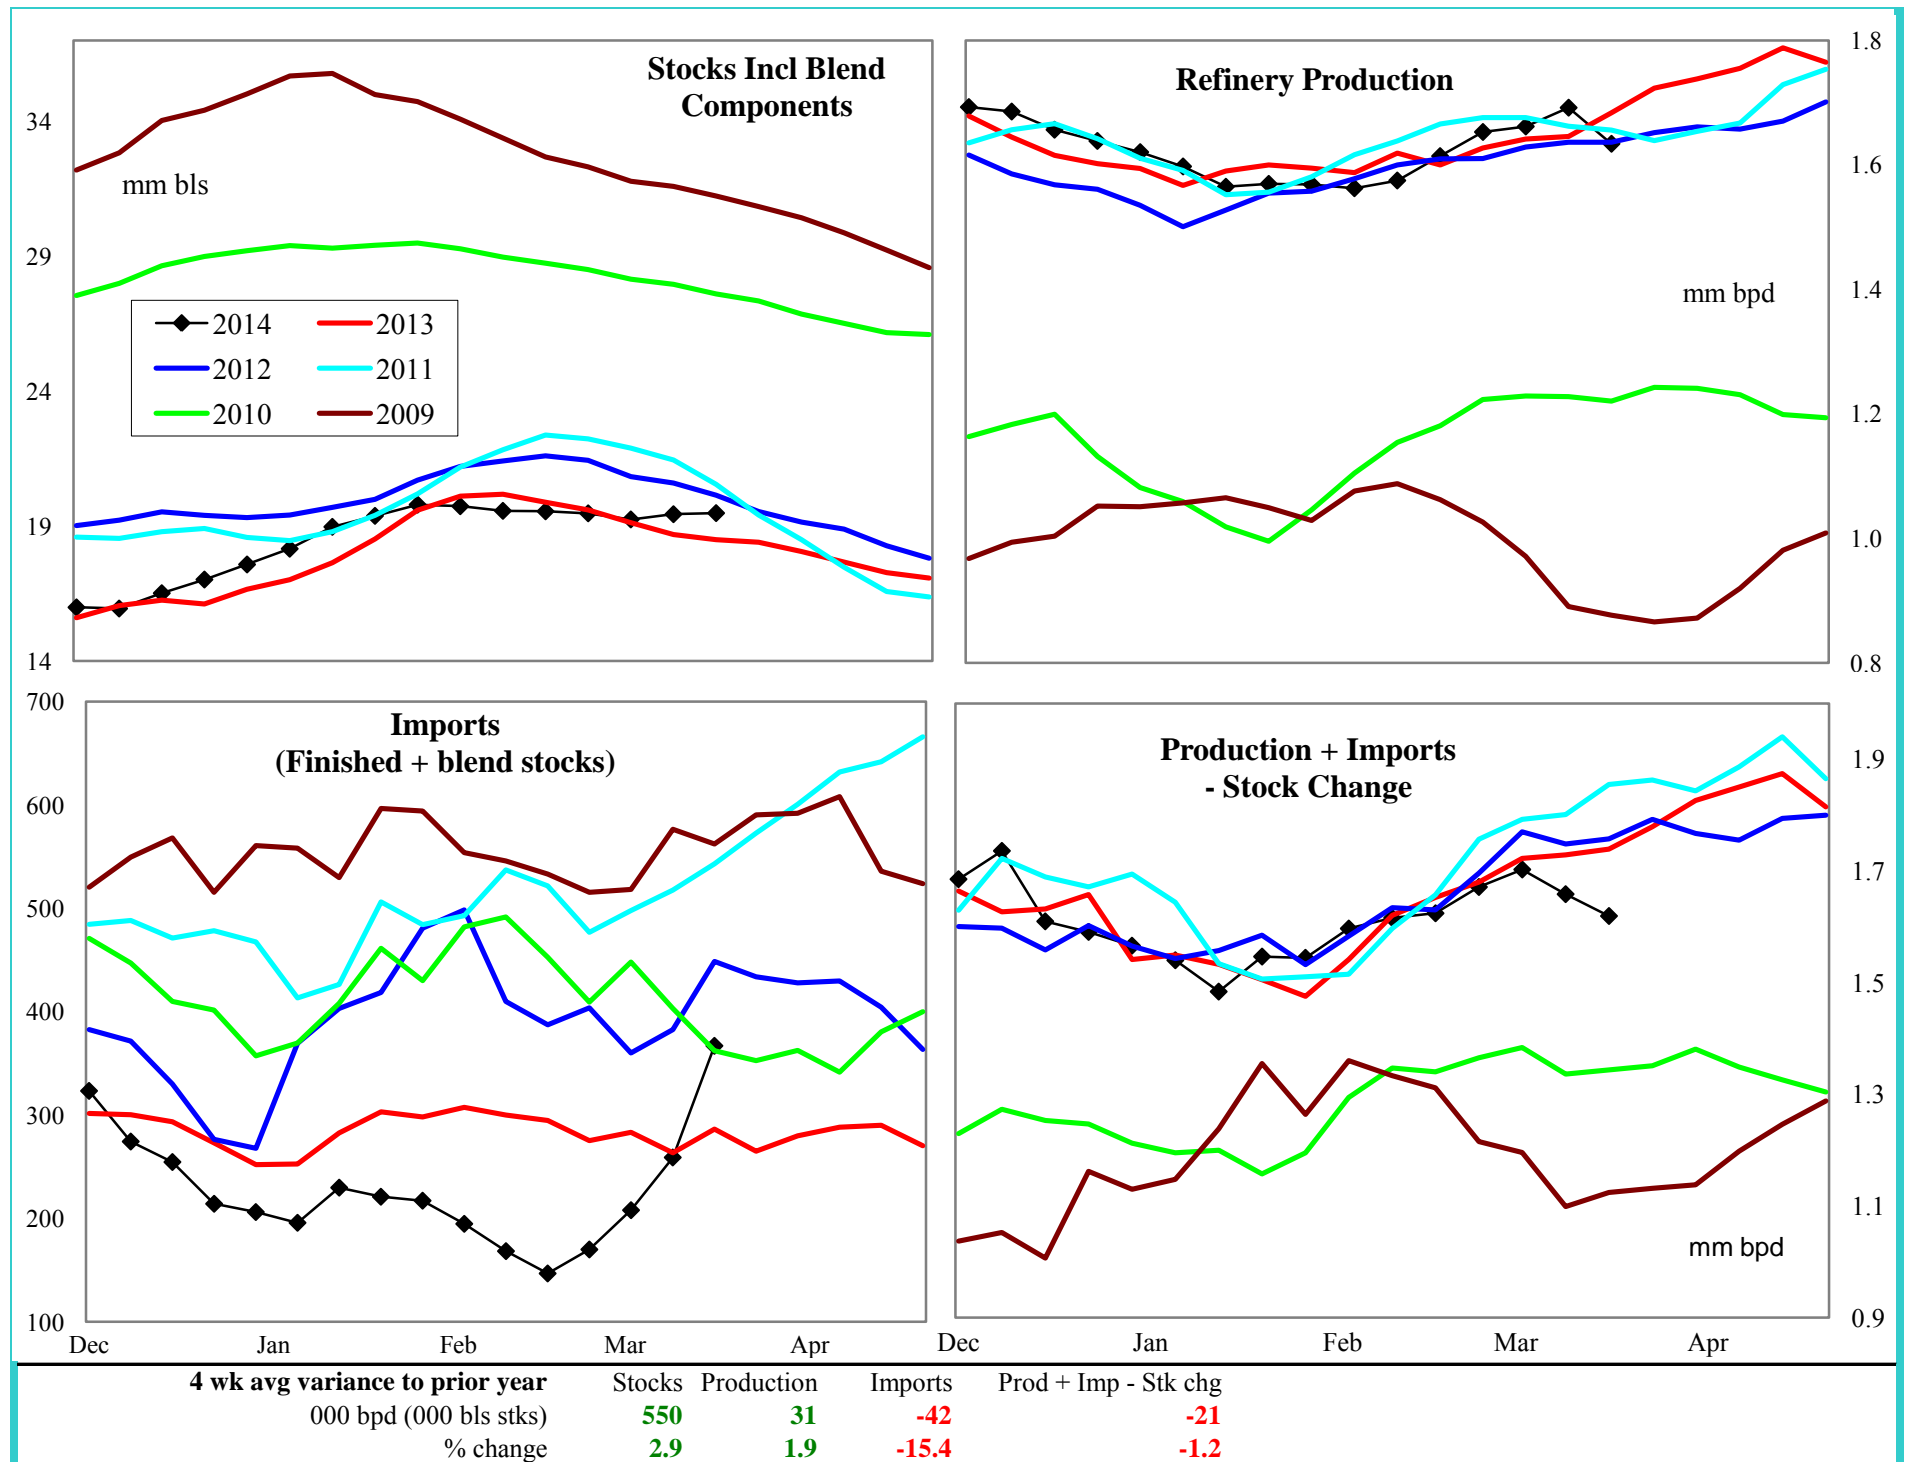 Stocks Incl Blend
Components
mm bls
34
29
24
19
14
2014 2013
2012 2011
2010 2009
Refinery Production
mm bpd
1.8
1.6
1.4
1.2
1.0
0.8
Imports
(Finished + blend stocks)
700
600
500
400
300
200
100
Dec Jan Feb Mar Apr
Production + Imports
- Stock Change
1.9
1.7
1.5
1.3
1.1
0.9
mm bpd
Dec Jan Feb Mar Apr
4 wk avg variance to prior year Stocks Production Imports Prod + Imp - Stk chg
000 bpd (000 bls stks) 550 31 -42 -21
% change 2.9 1.9 -15.4 -1.2